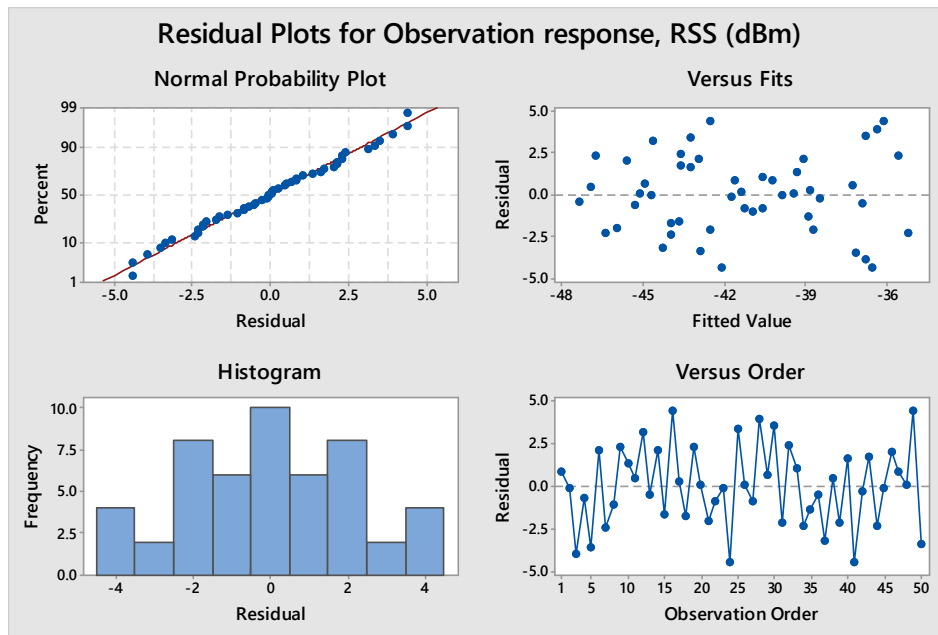 Residual Plots for Observation response, RSS (dBm)
Normal Probability Plot
99
90
50
10
1
Percent
-5.0 -2.5 0.0 2.5 5.0
Residual
Versus Fits
5.0
2.5
0.0
-2.5
-5.0
Residual
-48 -45 -42 -39 -36
Fitted Value
Histogram
10.0
7.5
5.0
2.5
0.0
Frequency
-4 -2 0 2 4
Residual
Versus Order
5.0
2.5
0.0
-2.5
-5.0
Residual
1 5 10 15 20 25 30 35 40 45 50
Observation Order